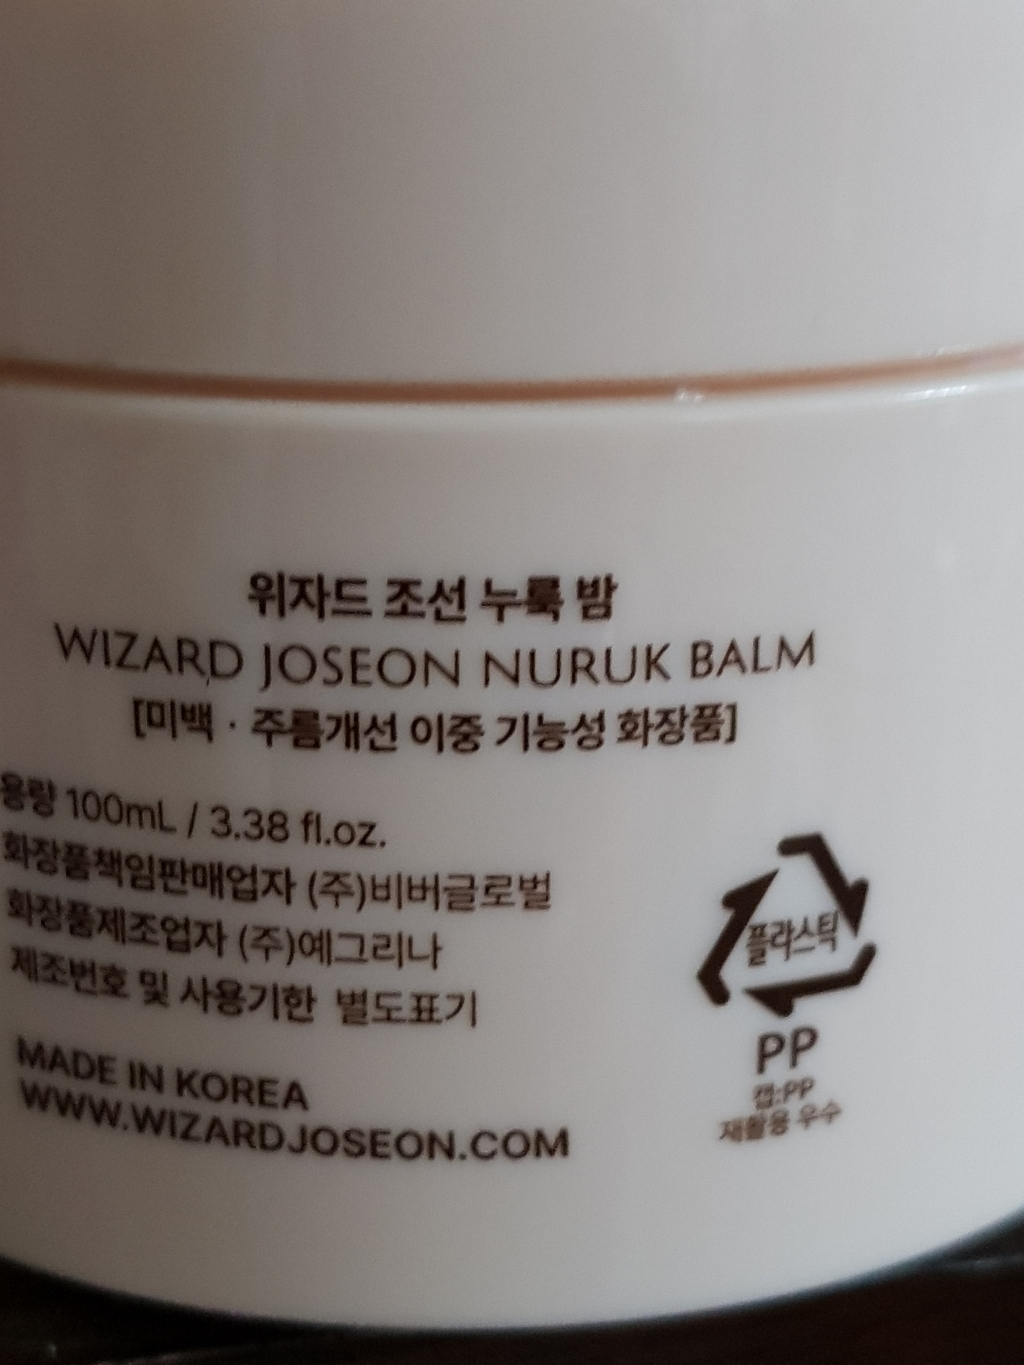 위자드 조선 누룩 밤
WIZARD JOSEON NURUK BALM
[미백 · 주름개선 이중 기능성 화장품]
용량 100mL / 3.38 fl.oz.
화장품책임판매업자 (주)비버글로벌
화장품제조업자 (주)예그리나
제조번호 및 사용기한 별도표기
MADE IN KOREA
WWW.WIZARDJOSEON.COM
플라스틱
PP
캡:PP
재활용 우수